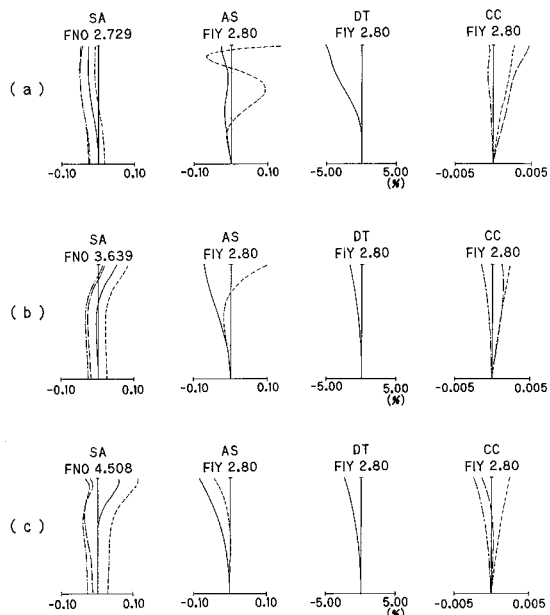 SA AS DT CC
FNO 2.729 FIY 2.80 FIY 2.80 FIY 2.80
( a )
-0.10 0.10 -0.10 0.10 -5.00 5.00 -0.005 0.005
(%)
SA AS DT CC
FNO 3.639 FIY 2.80 FIY 2.80 FIY 2.80
( b )
-0.10 0.10 -0.10 0.10 -5.00 5.00 -0.005 0.005
(%)
SA AS DT CC
FNO 4.508 FIY 2.80 FIY 2.80 FIY 2.80
( c )
-0.10 0.10 -0.10 0.10 -5.00 5.00 -0.005 0.005
(%)